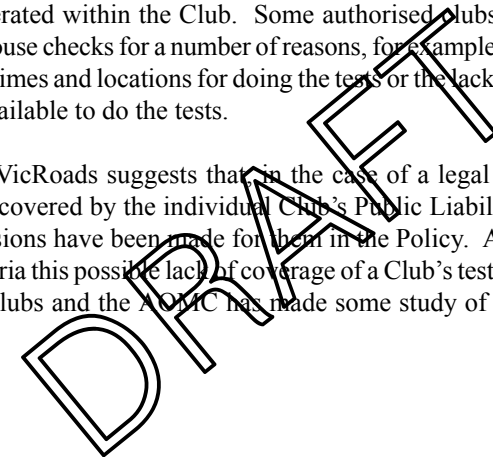 erated within the Club. Some authorised clubs
ouse checks for a number of reasons, for example
imes and locations for doing the tests or the lack
ailable to do the tests.
VicRoads suggests that, in the case of a legal
covered by the individual Club's Public Liabil
sions have been made for them in the Policy. A
ria this possible lack of coverage of a Club's test
lubs and the AOMC has made some study of
DRAFT